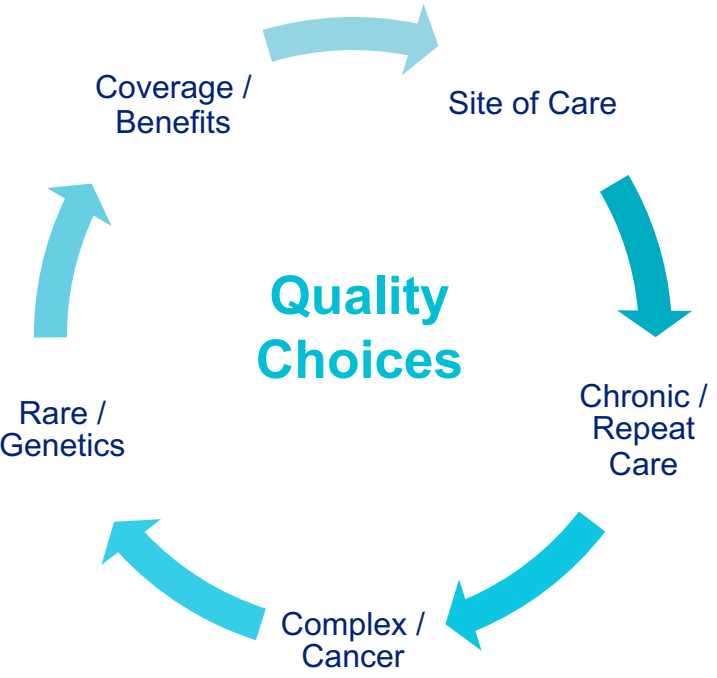 Coverage /
Benefits
Site of Care
Quality
Choices
Chronic /
Repeat
Care
Rare /
Genetics
Complex /
Cancer